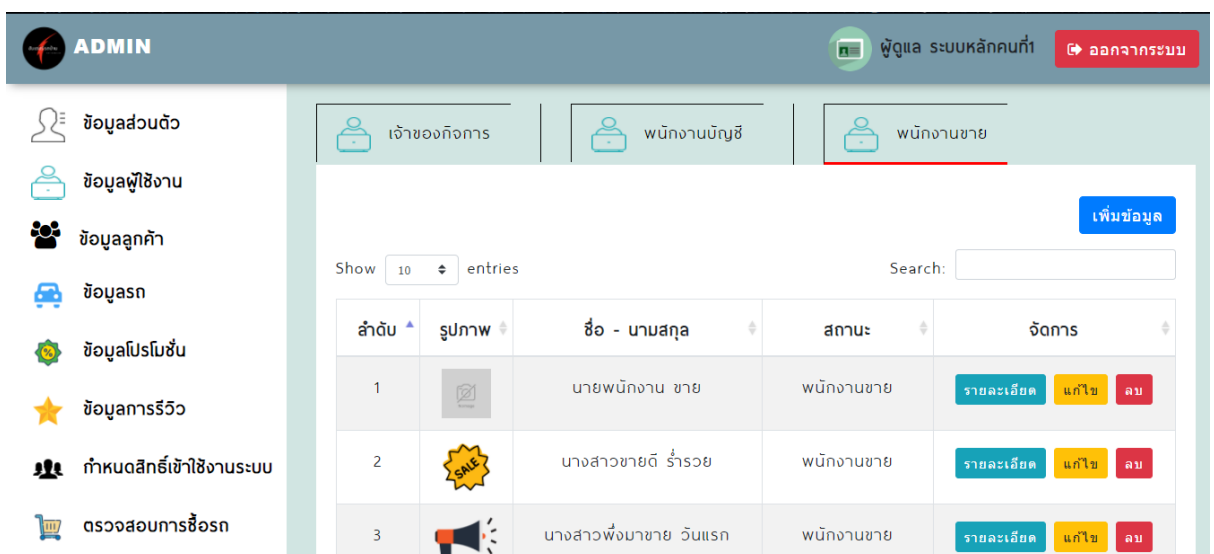 ADMIN
ผู้ดูแล ระบบหลักคนที่1
ออกจากระบบ
ข้อมูลส่วนตัว
ข้อมูลผู้ใช้งาน
ข้อมูลลูกค้า
ข้อมูลรถ
ข้อมูลโปรโมชั่น
ข้อมูลการรีวิว
กำหนดสิทธิ์เข้าใช้งานระบบ
ตรวจสอบการซื้อรถ
เจ้าของกิจการ
พนักงานบัญชี
พนักงานขาย
เพิ่มข้อมูล
Show 10 entries
Search:
ลำดับ รูปภาพ ชื่อ - นามสกุล สถานะ จัดการ
1 นายพนักงาน ขาย พนักงานขาย รายละเอียด แก้ไข ลบ
2 SALE นางสาวขายดี ร่ำรวย พนักงานขาย รายละเอียด แก้ไข ลบ
3 นางสาวพึ่งมาขาย วันแรก พนักงานขาย รายละเอียด แก้ไข ลบ